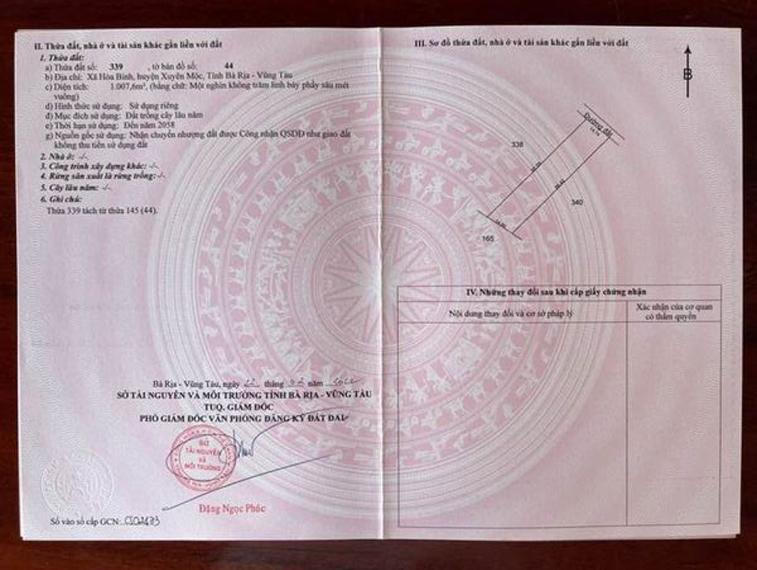 II. Thửa đất, nhà ở và tài sản khác gắn liền với đất
1. Thửa đất:
a) Thửa đất số: 339 , tờ bản đồ số: 44
b) Địa chỉ: Xã Hòa Bình, huyện Xuyên Mộc, Tỉnh Bà Rịa - Vũng Tàu
c) Diện tích: 1.007,6m², (bằng chữ: Một nghìn không trăm linh bảy phẩy sáu mét
vuông)
d) Hình thức sử dụng: Sử dụng riêng
đ) Mục đích sử dụng: Đất trồng cây lâu năm
e) Thời hạn sử dụng: Đến năm 2058
g) Nguồn gốc sử dụng: Nhận chuyển nhượng đất được Công nhận QSDĐ như giao đất
không thu tiền sử dụng đất
2. Nhà ở: -/-
3. Công trình xây dựng khác: -/-
4. Rừng sản xuất là rừng trồng: -/-
5. Cây lâu năm: -/-
6. Ghi chú:
Thửa 339 tách từ thửa 145 (44).
Bà Rịa - Vũng Tàu, ngày tháng năm
SỞ TÀI NGUYÊN VÀ MÔI TRƯỜNG TỈNH BÀ RỊA - VŨNG TÀU
TUQ. GIÁM ĐỐC
PHÓ GIÁM ĐỐC VĂN PHÒNG ĐĂNG KÝ ĐẤT ĐAI
SỞ
TÀI NGUYÊN
VÀ
MÔI TRƯỜNG
Đặng Ngọc Phúc
Số vào sổ cấp GCN:
III. Sơ đồ thửa đất, nhà ở và tài sản khác gắn liền với đất
B
Đường đất
338
340
165
IV. Những thay đổi sau khi cấp giấy chứng nhận
Nội dung thay đổi và cơ sở pháp lý
Xác nhận của cơ quan
có thẩm quyền